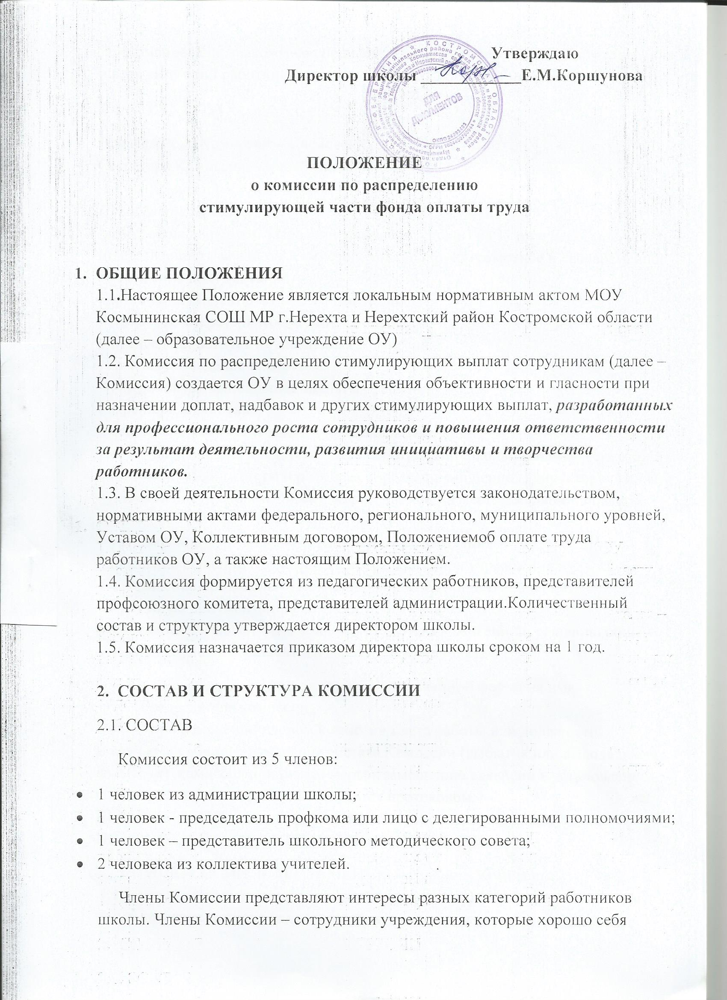 Утверждаю
Директор школы ____________Е.М.Коршунова
ДЛЯ
ДОКУМЕНТОВ
ПОЛОЖЕНИЕ
о комиссии по распределению
стимулирующей части фонда оплаты труда
1. ОБЩИЕ ПОЛОЖЕНИЯ
1.1.Настоящее Положение является локальным нормативным актом МОУ
Космынинская СОШ МР г.Нерехта и Нерехтский район Костромской области
(далее – образовательное учреждение ОУ)
1.2. Комиссия по распределению стимулирующих выплат сотрудникам (далее –
Комиссия) создается ОУ в целях обеспечения объективности и гласности при
назначении доплат, надбавок и других стимулирующих выплат, разработанных
для профессионального роста сотрудников и повышения ответственности
за результат деятельности, развития инициативы и творчества
работников.
1.3. В своей деятельности Комиссия руководствуется законодательством,
нормативными актами федерального, регионального, муниципального уровней,
Уставом ОУ, Коллективным договором, Положениемоб оплате труда
работников ОУ, а также настоящим Положением.
1.4. Комиссия формируется из педагогических работников, представителей
профсоюзного комитета, представителей администрации.Количественный
состав и структура утверждается директором школы.
1.5. Комиссия назначается приказом директора школы сроком на 1 год.
2. СОСТАВ И СТРУКТУРА КОМИССИИ
2.1. СОСТАВ
Комиссия состоит из 5 членов:
• 1 человек из администрации школы;
• 1 человек - председатель профкома или лицо с делегированными полномочиями;
• 1 человек – представитель школьного методического совета;
• 2 человека из коллектива учителей.
Члены Комиссии представляют интересы разных категорий работников
школы. Члены Комиссии – сотрудники учреждения, которые хорошо себя